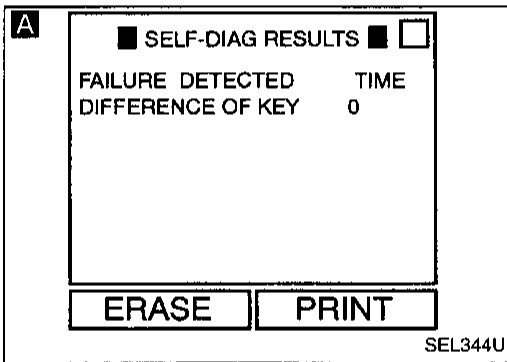 A
SELF-DIAG RESULTS
FAILURE DETECTED TIME
DIFFERENCE OF KEY 0
ERASE PRINT
SEL344U